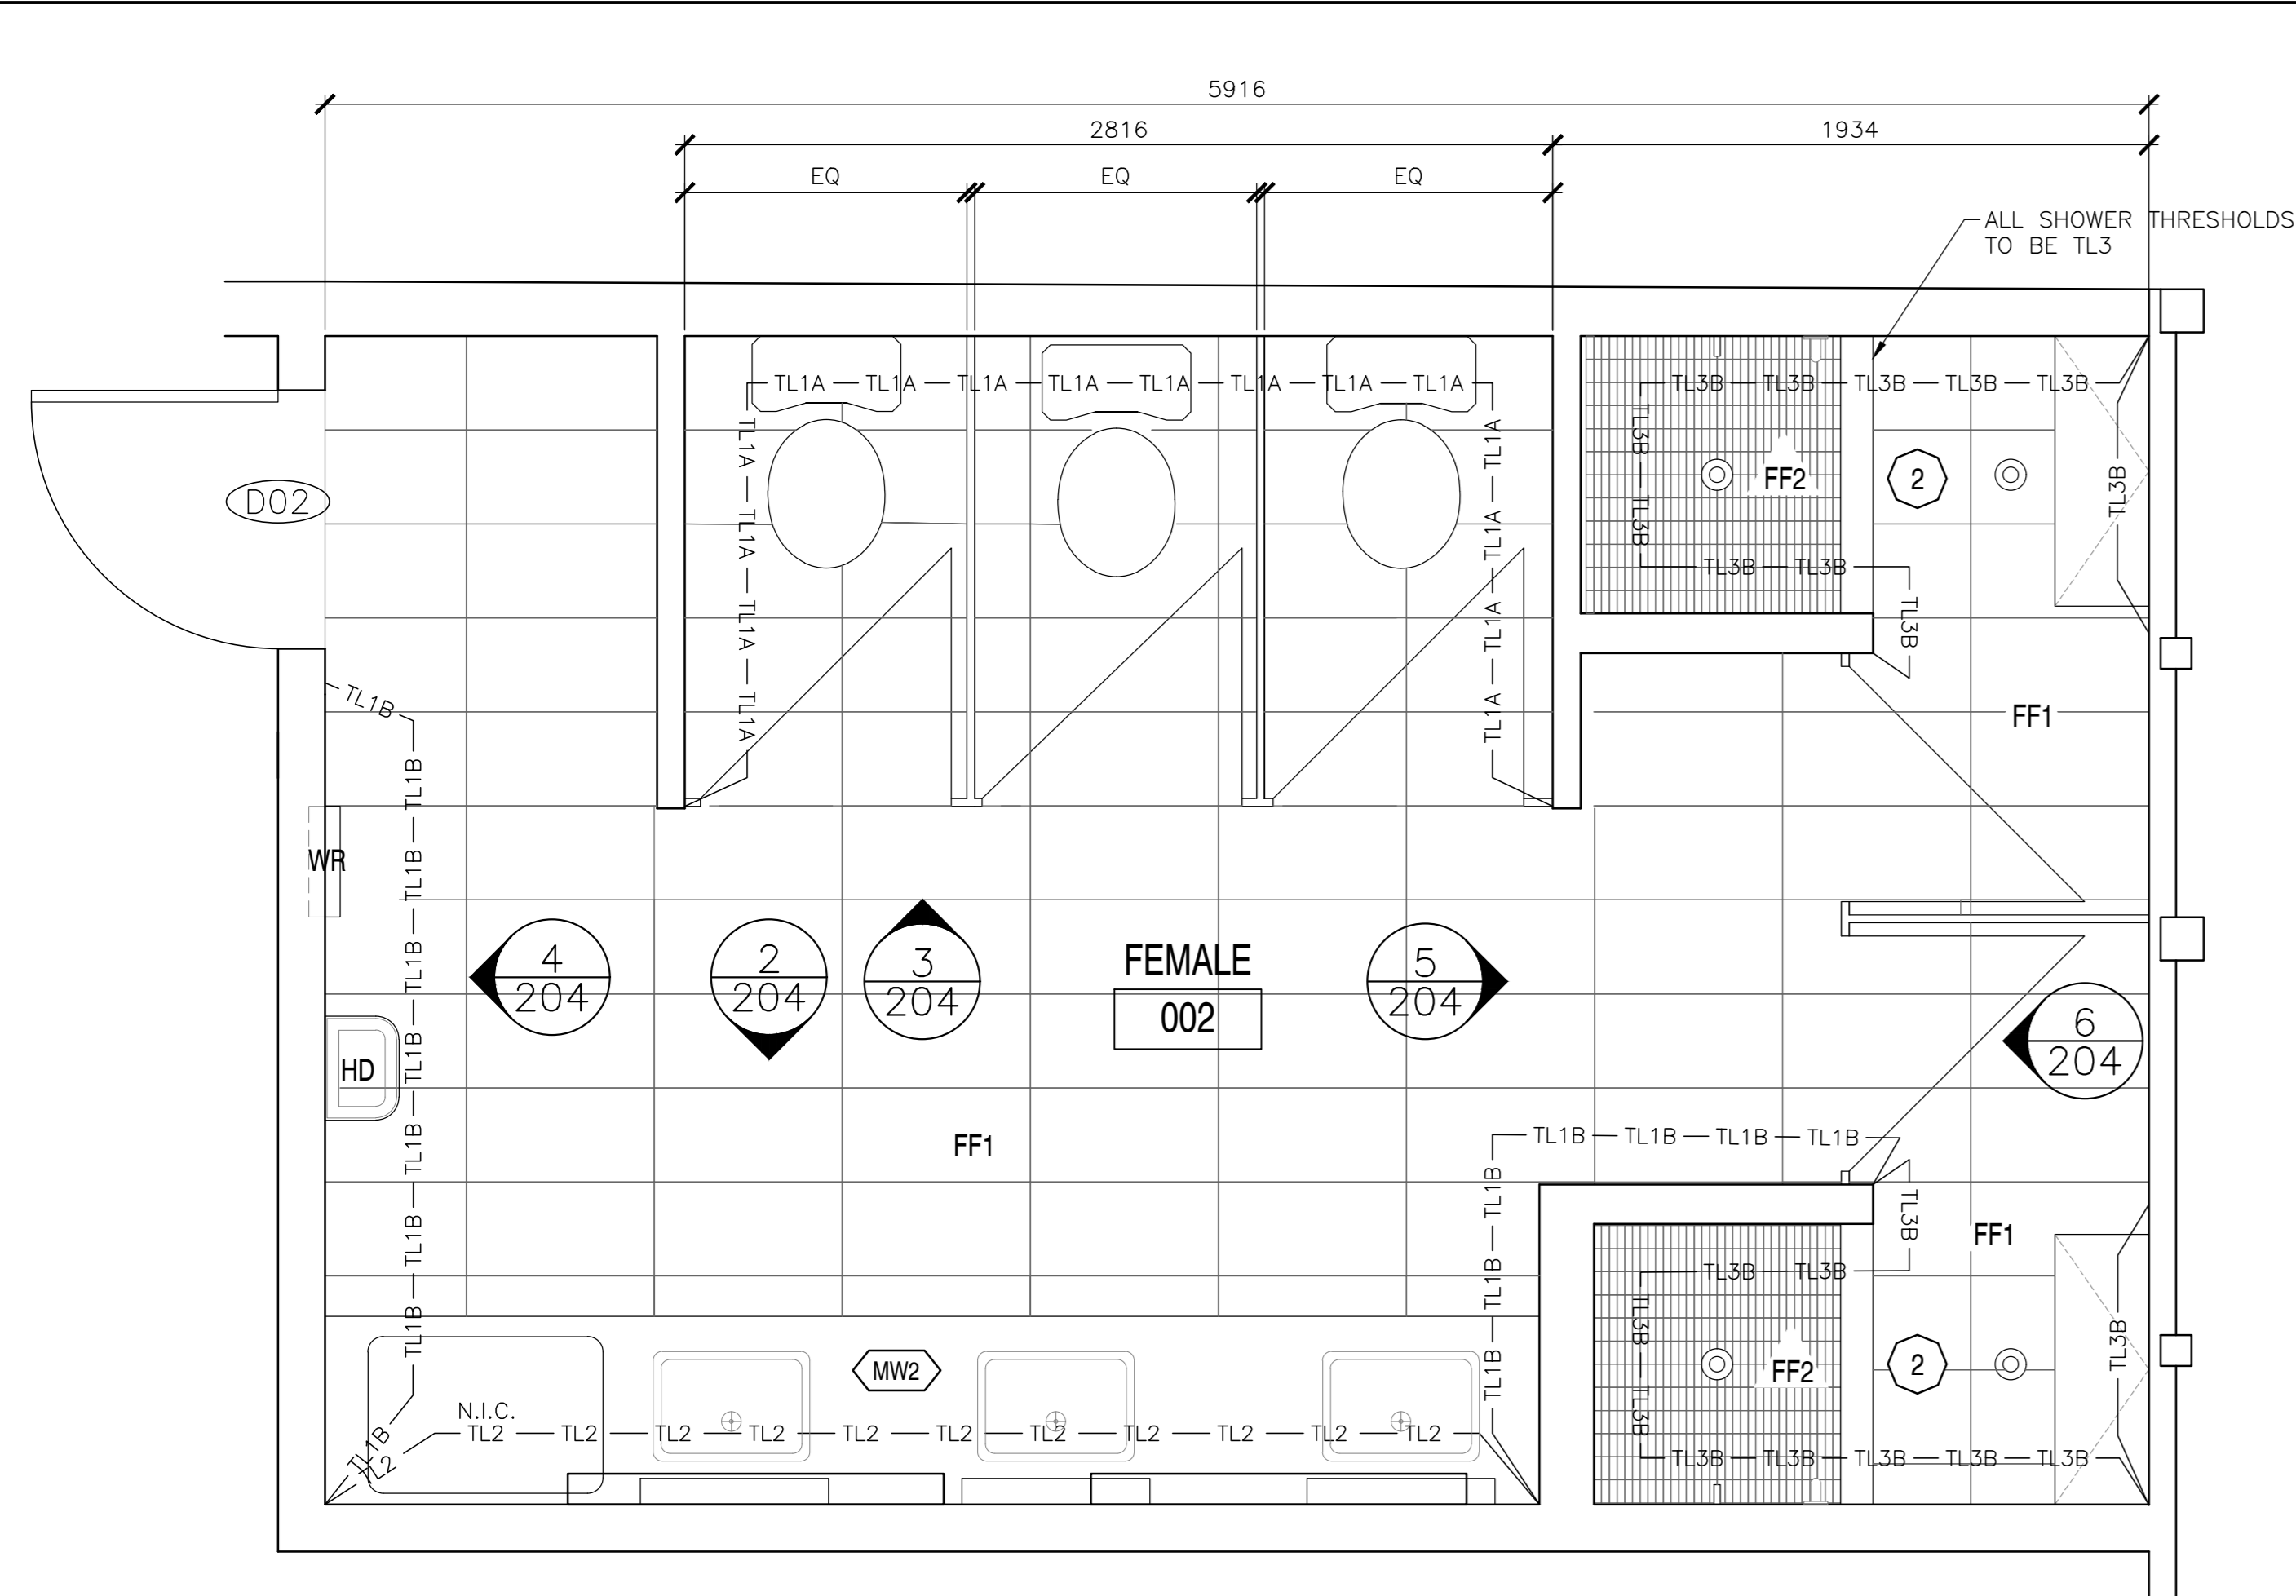 5916
2816
1934
EQ
EQ
EQ
ALL SHOWER THRESHOLDS
TO BE TL3
TL1A TL1A TL1A TL1A TL1A TL1A TL1A TL1A
TL3B TL3B TL3B TL3B TL3B
TL1A TL1A TL1A TL1A
TL1A TL1A TL1A TL1A
TL3B TL3B
FF2
2
TL3B
D02
TL3B TL3B
TL3B
TL1B
FF1
TL1B TL1B TL1B TL1B TL1B TL1B TL1B
WR
4
204
2
204
3
204
FEMALE
002
5
204
6
204
HD
FF1
TL1B TL1B TL1B TL1B
TL1B TL1B TL1B
TL3B
FF1
TL3B TL3B
TL3B TL3B
FF2
2
TL3B
MW2
N.I.C.
TL2 TL2 TL2 TL2 TL2 TL2 TL2 TL2 TL2 TL2 TL2
TL1B
TL2
TL3B TL3B TL3B TL3B TL3B